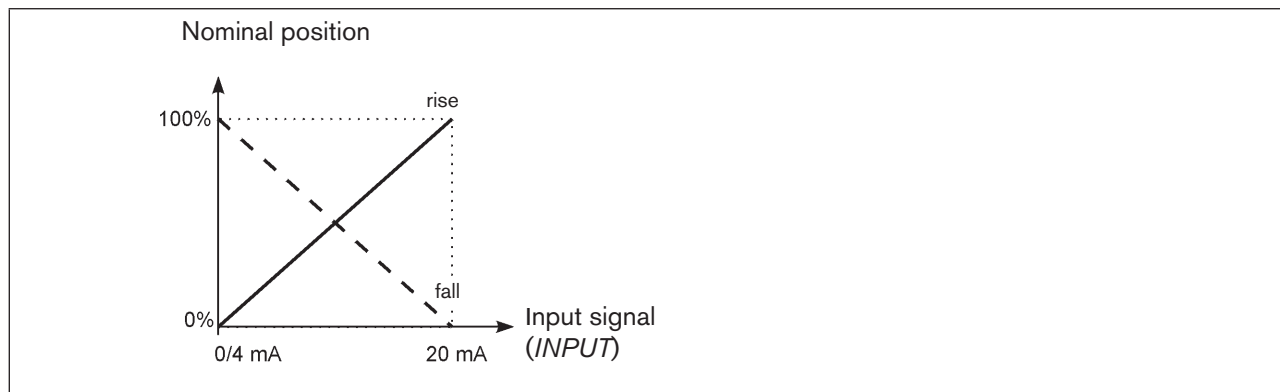 Nominal position
rise
100%
fall
0%
Input signal
(INPUT)
0/4 mA
20 mA